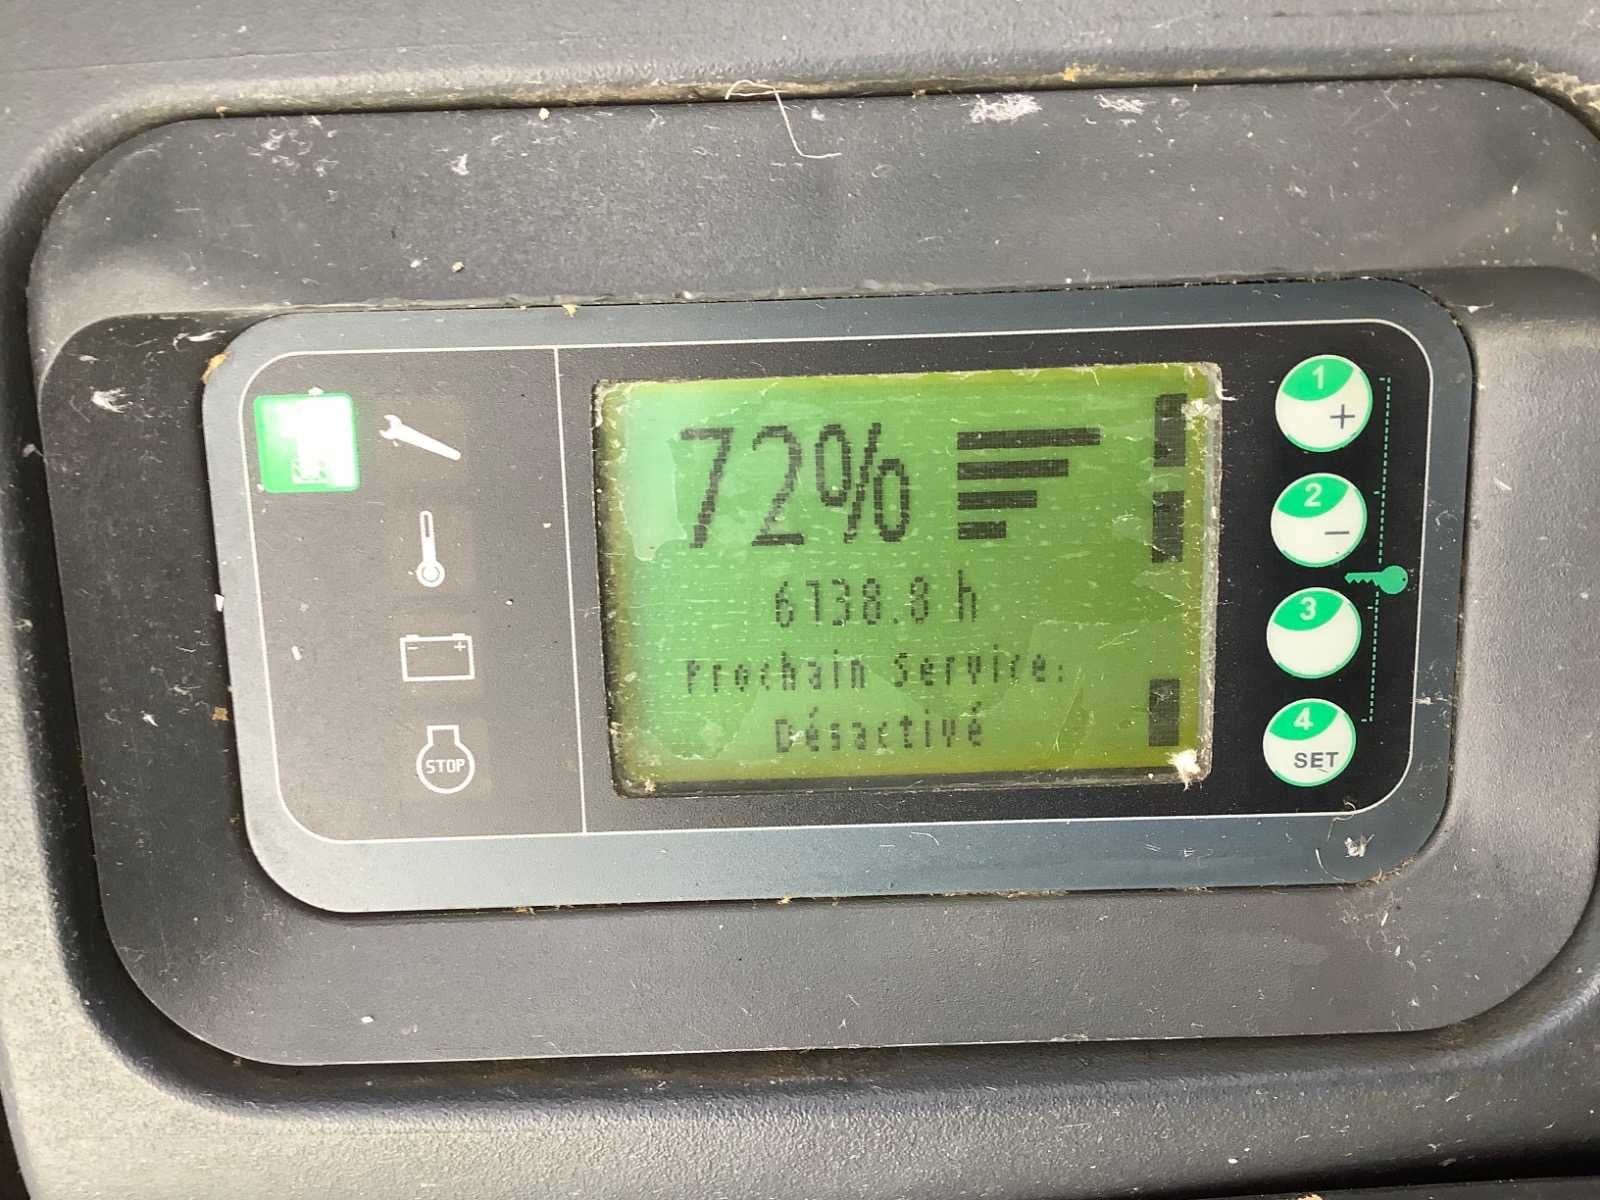 72%
6138.8 h
Prochain Service:
Désactivé
STOP
1
+
2
−
3
4
SET